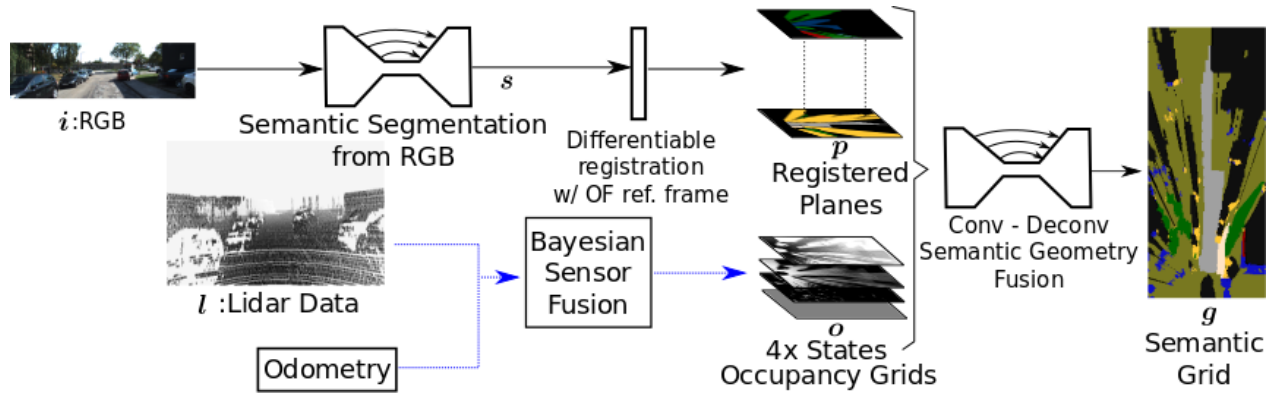 i:RGB
Semantic Segmentation
from RGB
s
Differentiable
registration
w/ OF ref. frame
p
Registered
Planes
l :Lidar Data
Odometry
Bayesian
Sensor
Fusion
o
4x States
Occupancy Grids
Conv - Deconv
Semantic Geometry
Fusion
g
Semantic
Grid